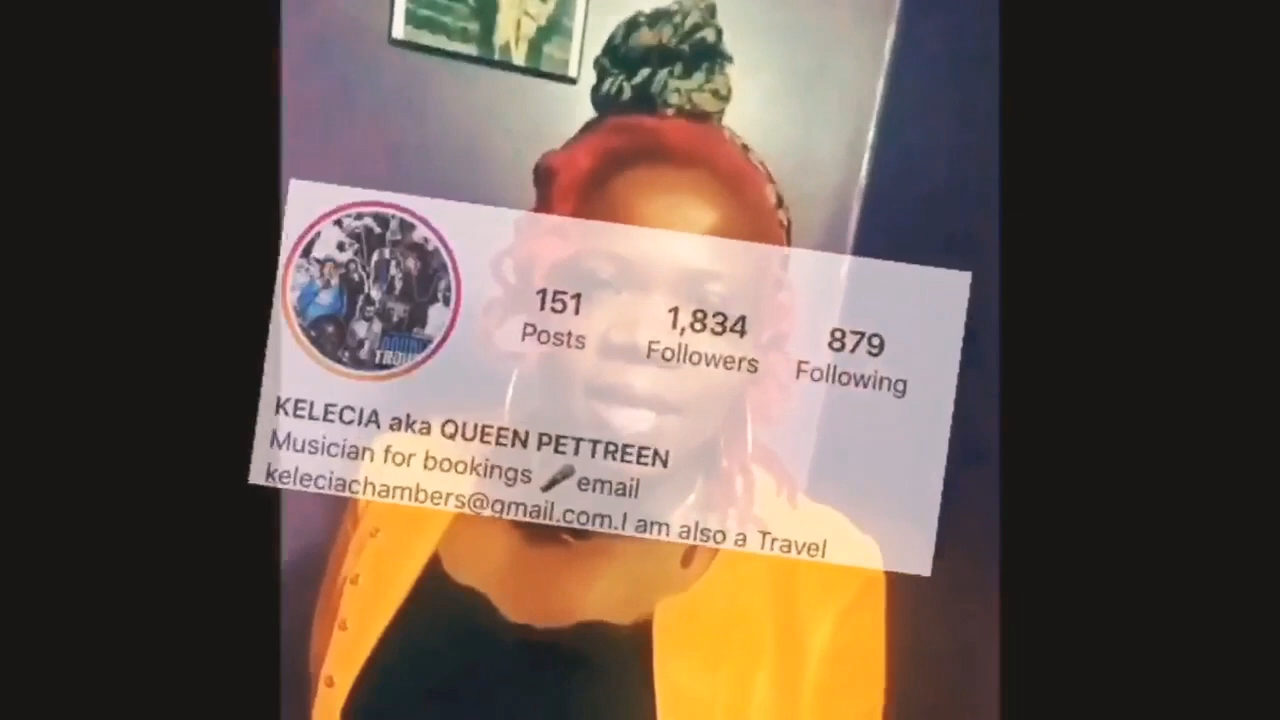 151
Posts
1,834
Followers
879
Following
KELECIA aka QUEEN PETTREEN
Musician for bookings 🎤email
keleciachambers@gmail.com.I am also a Travel